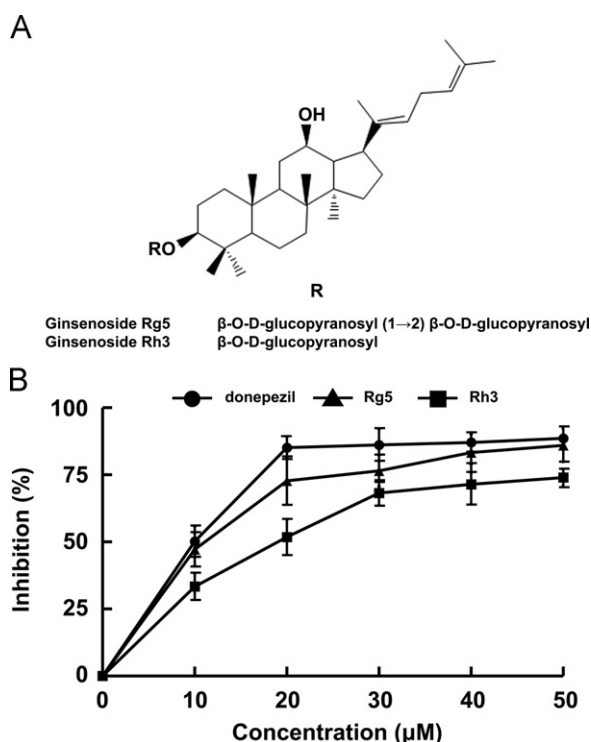 A
OH
RO
R
Ginsenoside Rg5 β-O-D-glucopyranosyl (1→2) β-O-D-glucopyranosyl
Ginsenoside Rh3 β-O-D-glucopyranosyl
B
donepezil Rg5 Rh3
100
75
50
25
0
Inhibition (%)
0 10 20 30 40 50
Concentration (μM)